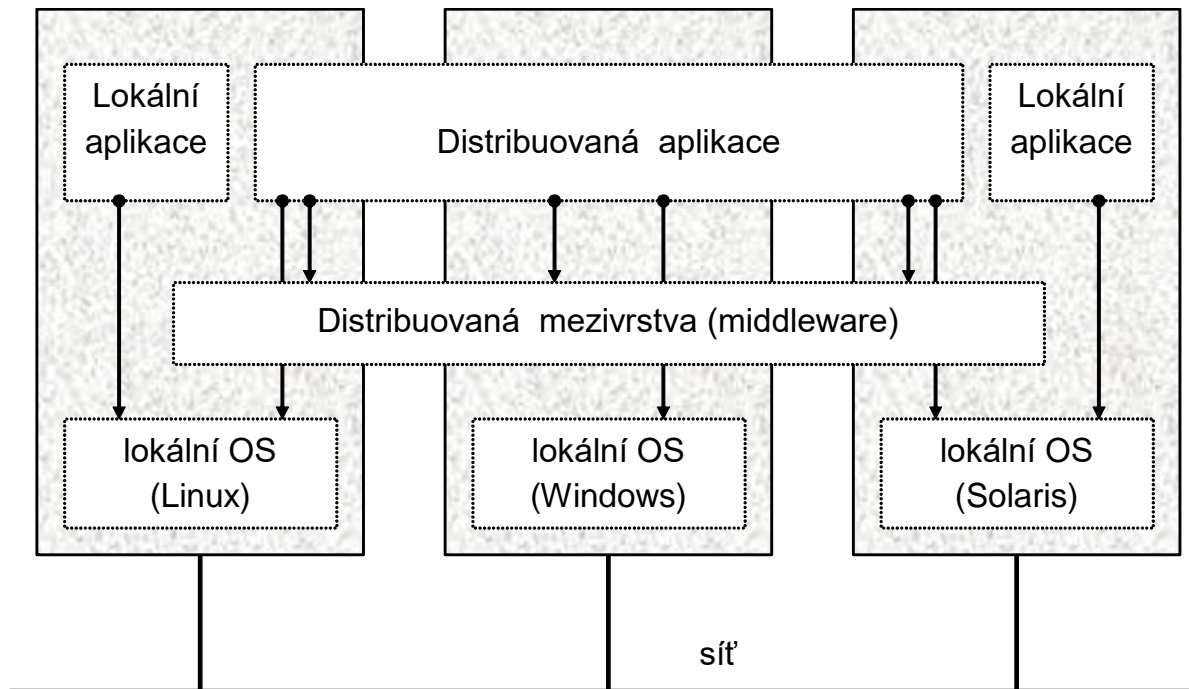 Lokální
aplikace
Distribuovaná aplikace
Lokální
aplikace
Distribuovaná mezivrstva (middleware)
lokální OS
(Linux)
lokální OS
(Windows)
lokální OS
(Solaris)
síť